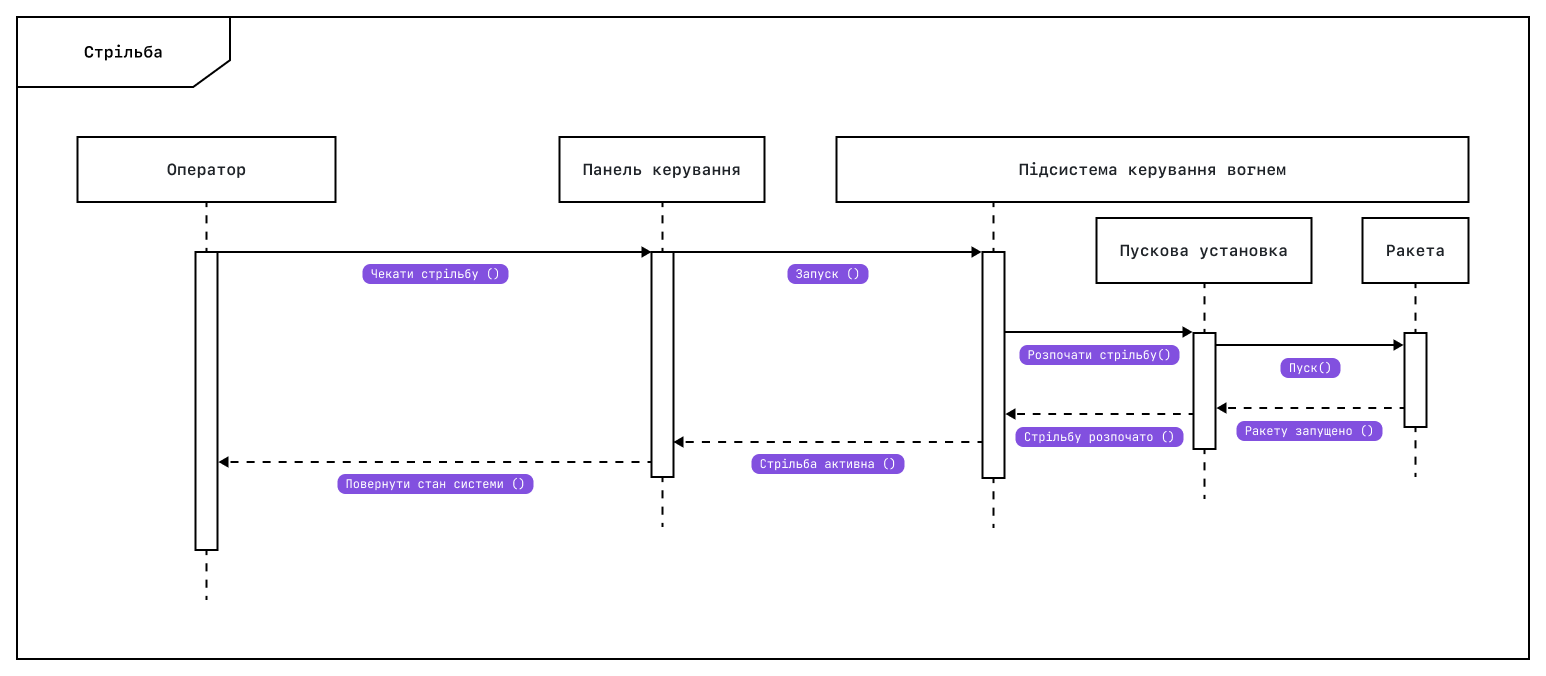 Стрільба
Оператор
Панель керування
Підсистема керування вогнем
Пускова установка
Ракета
Чекати стрільбу ()
Запуск ()
Розпочати стрільбу()
Пуск()
Ракету запущено ()
Стрільбу розпочато ()
Стрільба активна ()
Повернути стан системи ()